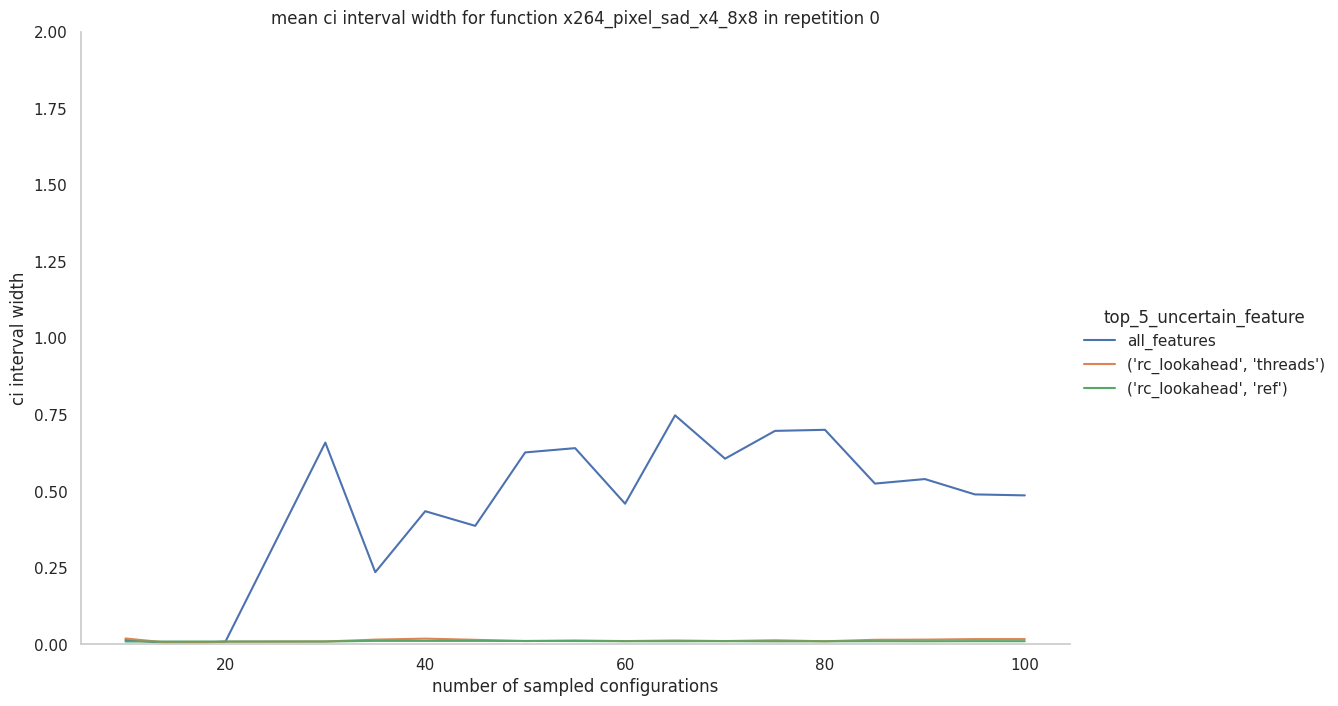 mean ci interval width for function x264_pixel_sad_x4_8x8 in repetition 0
2.00
1.75
1.50
1.25
1.00
0.75
0.50
0.25
0.00
ci interval width
20
40
60
80
100
number of sampled configurations
top_5_uncertain_feature
all_features
('rc_lookahead', 'threads')
('rc_lookahead', 'ref')